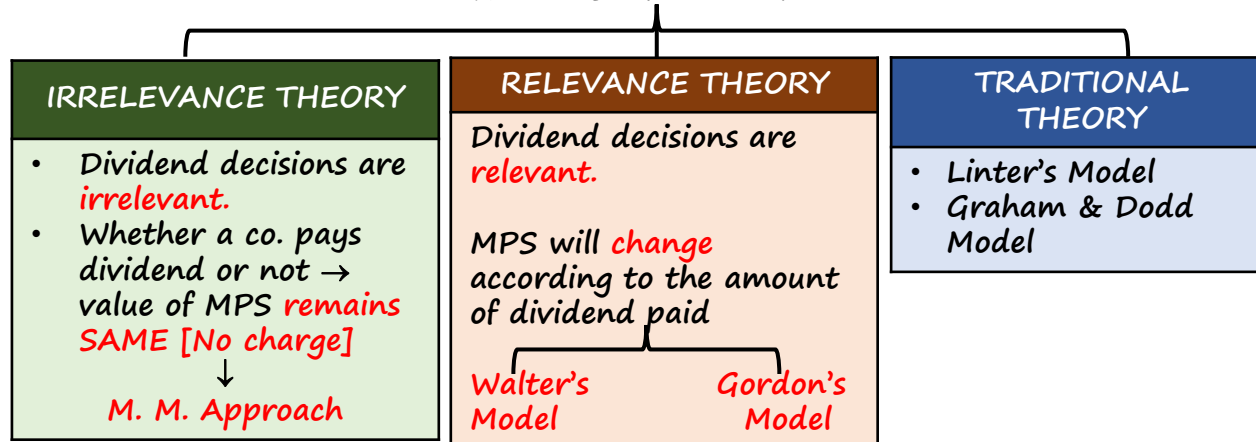 IRRELEVANCE THEORY
• Dividend decisions are
irrelevant.
• Whether a co. pays
dividend or not →
value of MPS remains
SAME [No charge]
↓
M. M. Approach
RELEVANCE THEORY
Dividend decisions are
relevant.
MPS will change
according to the amount
of dividend paid
Walter's
Model
Gordon's
Model
TRADITIONAL
THEORY
• Linter's Model
• Graham & Dodd
Model